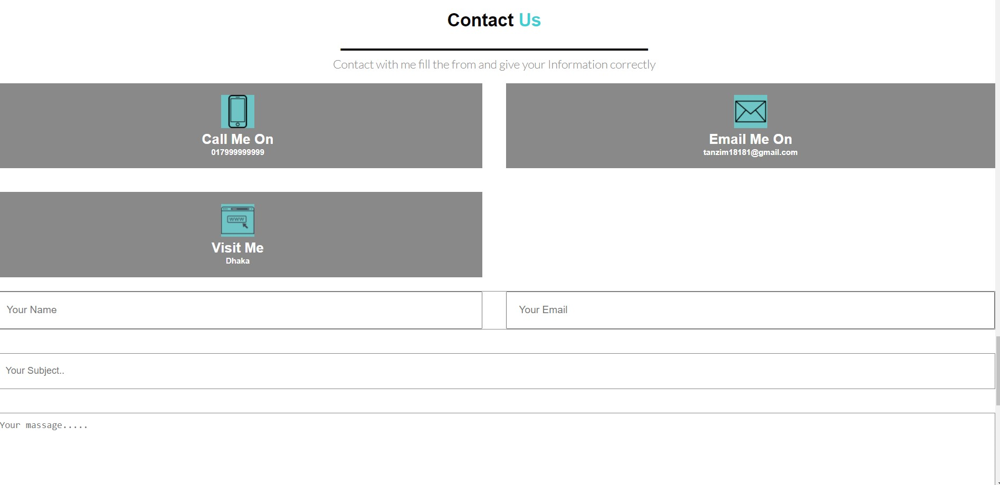 Contact Us
Contact with me fill the from and give your Information correctly
Call Me On
017999999999
Email Me On
tanzim18181@gmail.com
WWW
Visit Me
Dhaka
Your Name
Your Email
Your Subject..
Your massage.....